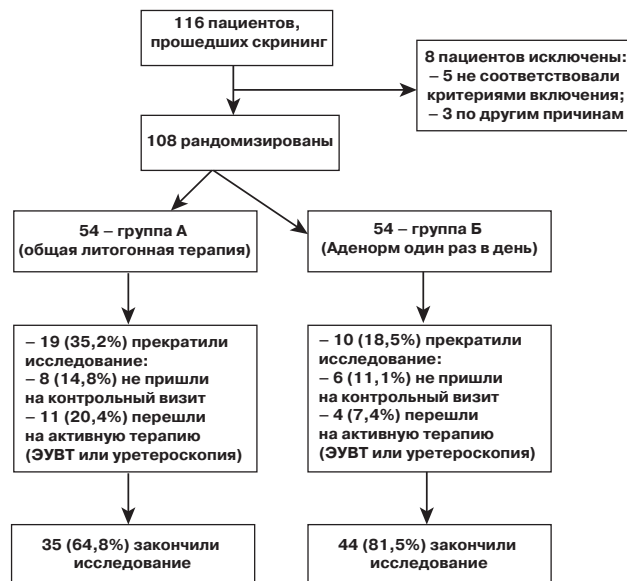 116 пациентов,
прошедших скрининг
8 пациентов исключены:
– 5 не соответствовали
критериями включения;
– 3 по другим причинам
108 рандомизированы
54 – группа А
(общая литогонная терапия)
54 – группа Б
(Аденорм один раз в день)
– 19 (35,2%) прекратили
исследование:
– 8 (14,8%) не пришли
на контрольный визит
– 11 (20,4%) перешли
на активную терапию
(ЭУВТ или уретероскопия)
– 10 (18,5%) прекратили
исследование:
– 6 (11,1%) не пришли
на контрольный визит
– 4 (7,4%) перешли
на активную терапию
(ЭУВТ или уретероскопия)
35 (64,8%) закончили
исследование
44 (81,5%) закончили
исследование